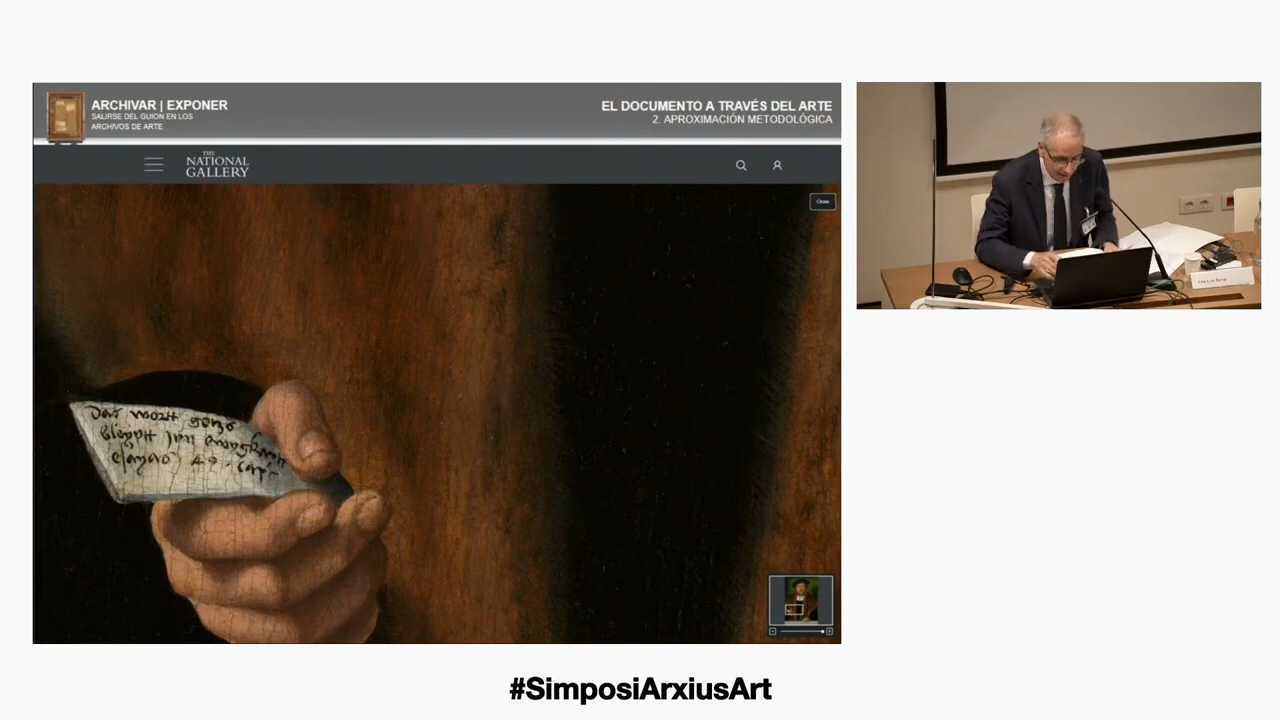 ARCHIVAR | EXPONER
SALIRSE DEL GUION EN LOS
ARCHIVOS DE ARTE
EL DOCUMENTO A TRAVÉS DEL ARTE
2. APROXIMACIÓN METODOLÓGICA
THE
NATIONAL
GALLERY
Close
#SimposiArxiusArt